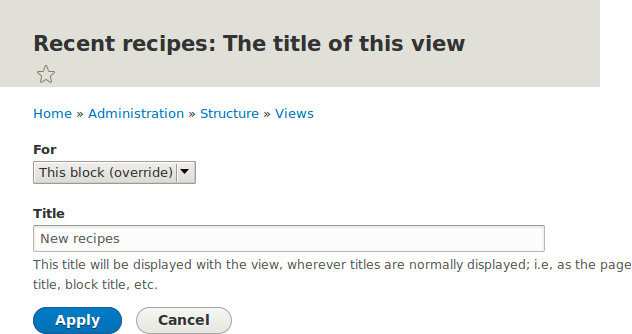 Recent recipes: The title of this view
Home » Administration » Structure » Views
For
This block (override)
Title
New recipes
This title will be displayed with the view, wherever titles are normally displayed; i.e, as the page
title, block title, etc.
Apply Cancel